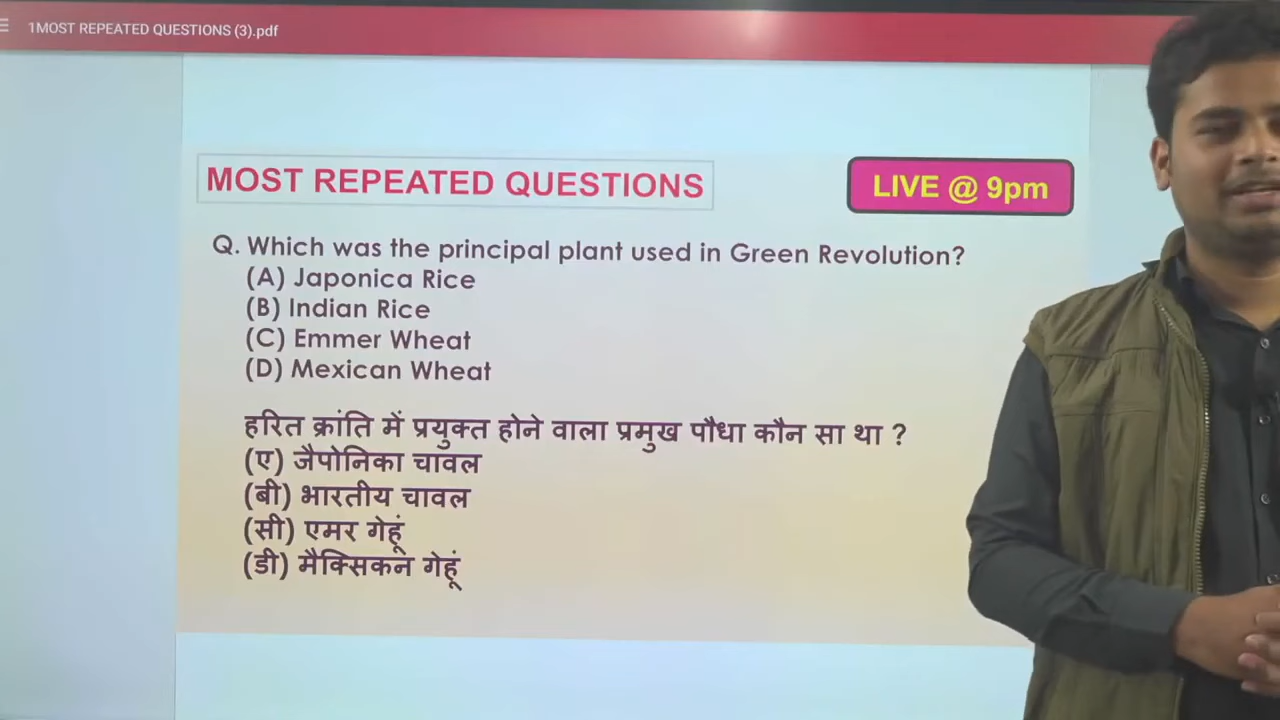 1MOST REPEATED QUESTIONS (3).pdf
MOST REPEATED QUESTIONS
LIVE @ 9pm
Q. Which was the principal plant used in Green Revolution?
(A) Japonica Rice
(B) Indian Rice
(C) Emmer Wheat
(D) Mexican Wheat
हरित क्रांति में प्रयुक्त होने वाला प्रमुख पौधा कौन सा था ?
(ए) जैपोनिका चावल
(बी) भारतीय चावल
(सी) एमर गेहूं
(डी) मैक्सिकन गेहूं